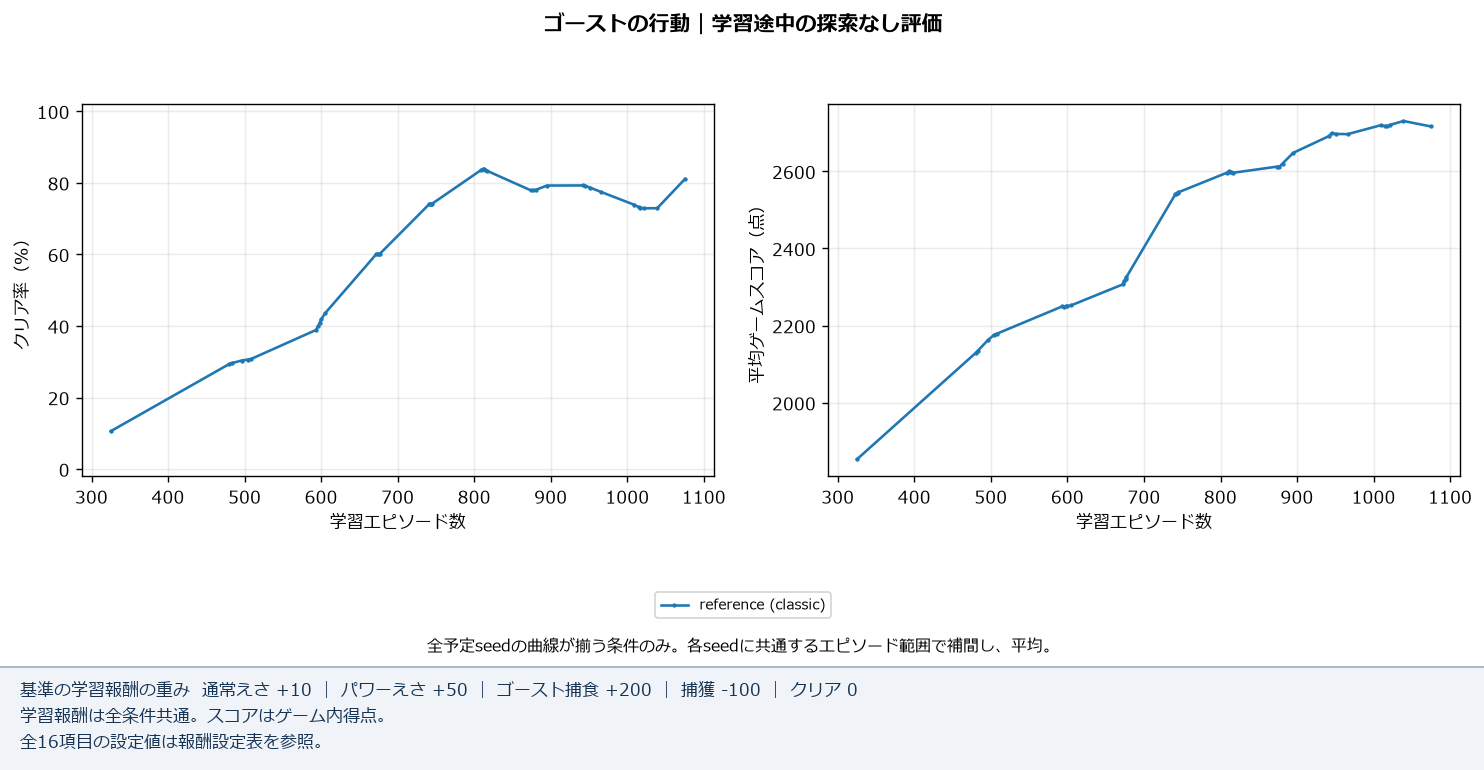 ゴーストの行動｜学習途中の探索なし評価
クリア率（%）
100
80
60
40
20
0
300 400 500 600 700 800 900 1000 1100
学習エピソード数
平均ゲームスコア（点）
2600
2400
2200
2000
300 400 500 600 700 800 900 1000 1100
学習エピソード数
reference (classic)
全予定seedの曲線が揃う条件のみ。各seedに共通するエピソード範囲で補間し、平均。
基準の学習報酬の重み 通常えさ +10 ｜ パワーえさ +50 ｜ ゴースト捕食 +200 ｜ 捕獲 -100 ｜ クリア 0
学習報酬は全条件共通。スコアはゲーム内得点。
全16項目の設定値は報酬設定表を参照。